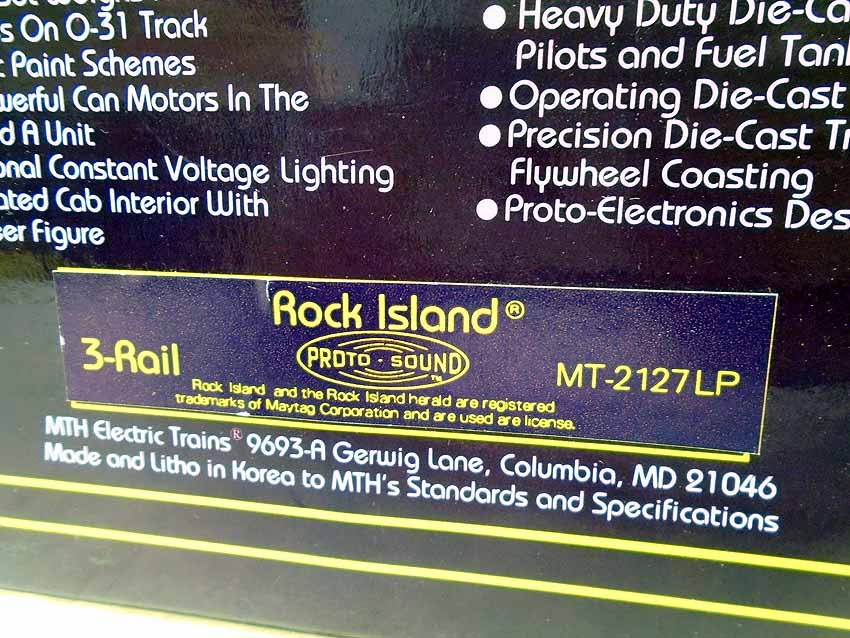 s On O-31 Track
Paint Schemes
werful Can Motors In The
d A Unit
onal Constant Voltage Lighting
ated Cab Interior With
er Figure
● Heavy Duty Die-Ca
Pilots and Fuel Tan
● Operating Die-Cast
● Precision Die-Cast Tr
Flywheel Coasting
● Proto-Electronics Des
Rock Island®
3-Rail
PROTO · SOUND
TM
MT-2127LP
Rock Island and the Rock Island herald are registered
trademarks of Maytag Corporation and are used are license.
MTH Electric Trains® 9693-A Gerwig Lane, Columbia, MD 21046
Made and Litho in Korea to MTH's Standards and Specifications